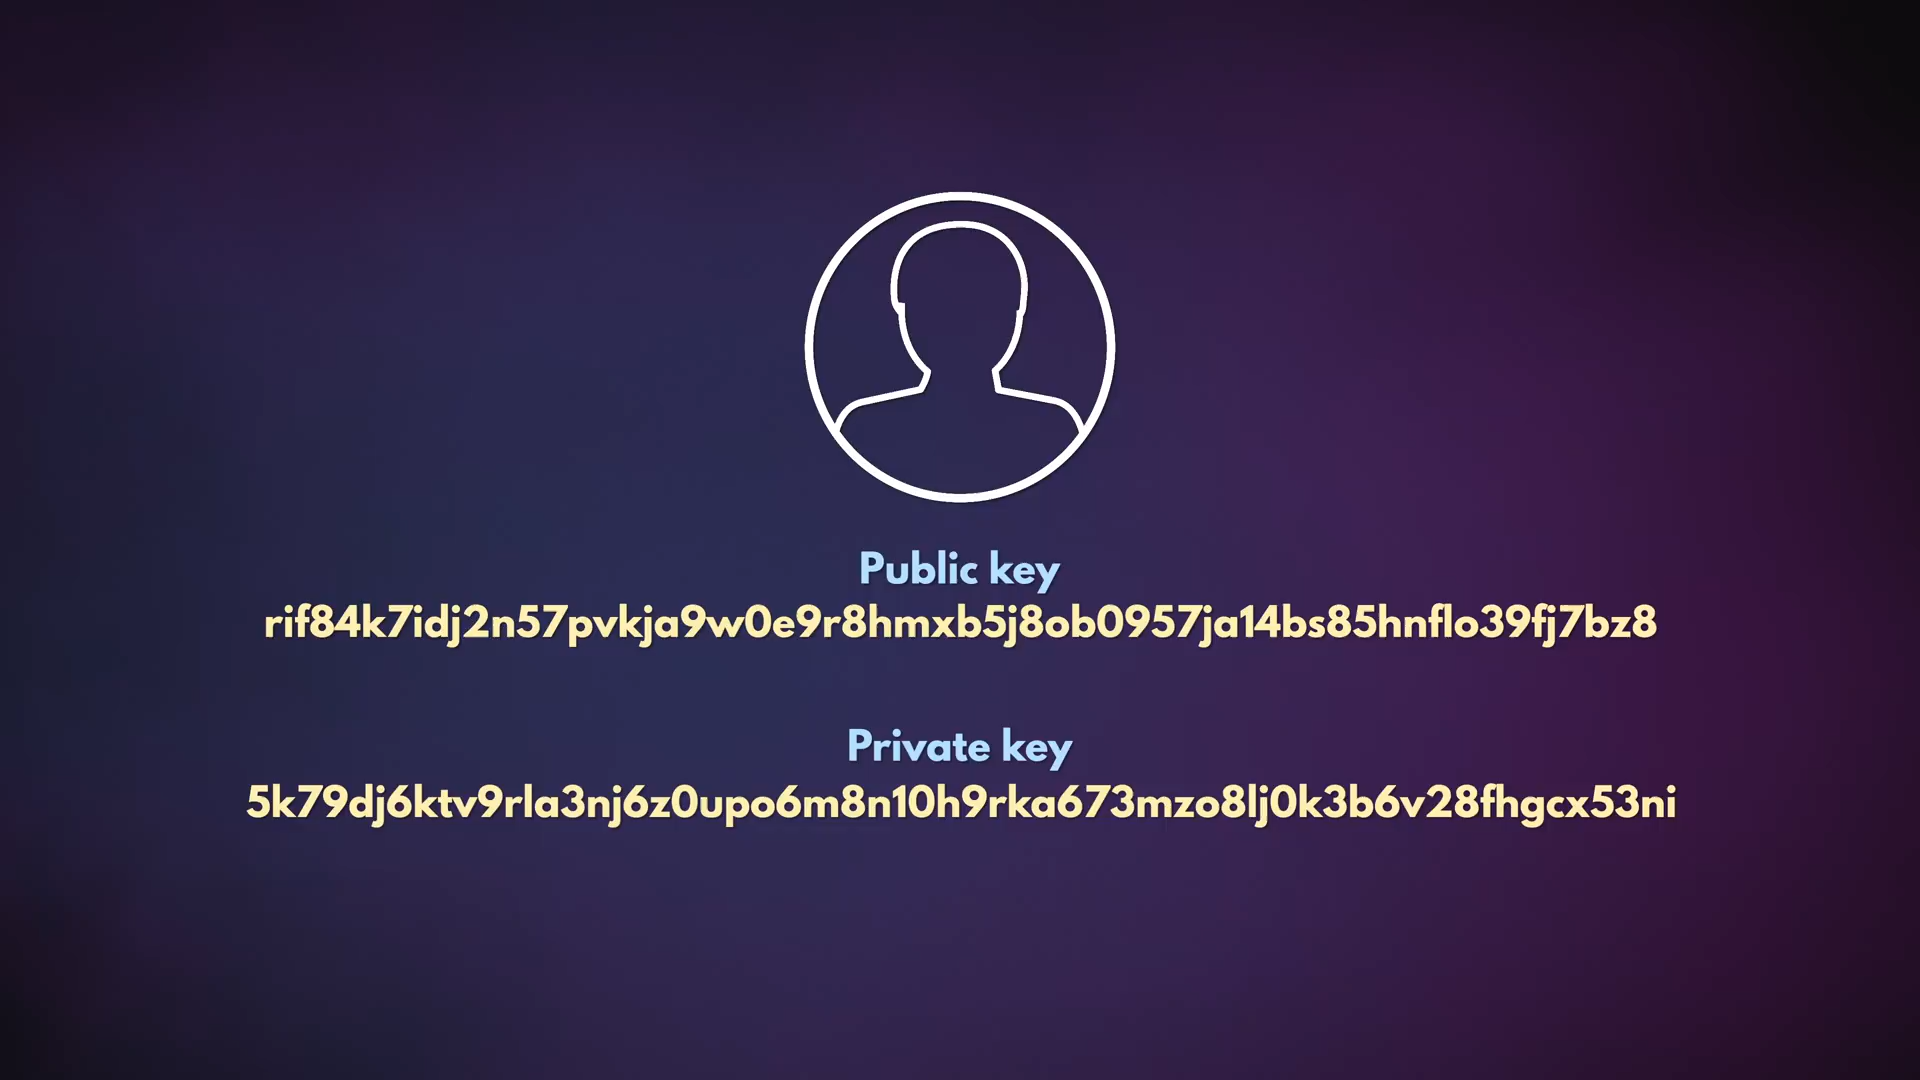 Public key
rif84k7idj2n57pvkja9w0e9r8hmxb5j8ob0957ja14bs85hnflo39fj7bz8
Private key
5k79dj6ktv9rla3nj6z0upo6m8n10h9rka673mzo8lj0k3b6v28fhgcx53ni